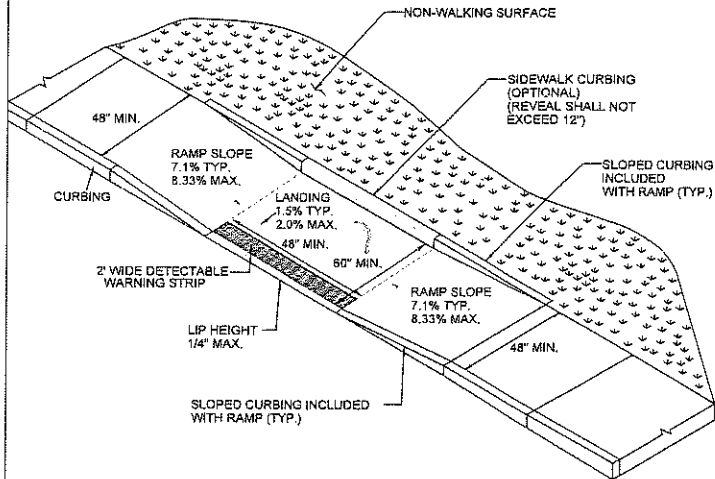 NON-WALKING SURFACE
SIDEWALK CURBING
(OPTIONAL)
(REVEAL SHALL NOT
EXCEED 12")
48" MIN.
SLOPED CURBING
INCLUDED
WITH RAMP (TYP.)
RAMP SLOPE
7.1% TYP.
8.33% MAX.
CURBING
LANDING
1.5% TYP.
2.0% MAX.
48" MIN.
60" MIN.
2' WIDE DETECTABLE
WARNING STRIP
RAMP SLOPE
7.1% TYP.
8.33% MAX.
LIP HEIGHT
1/4" MAX.
48" MIN.
SLOPED CURBING INCLUDED
WITH RAMP (TYP.)